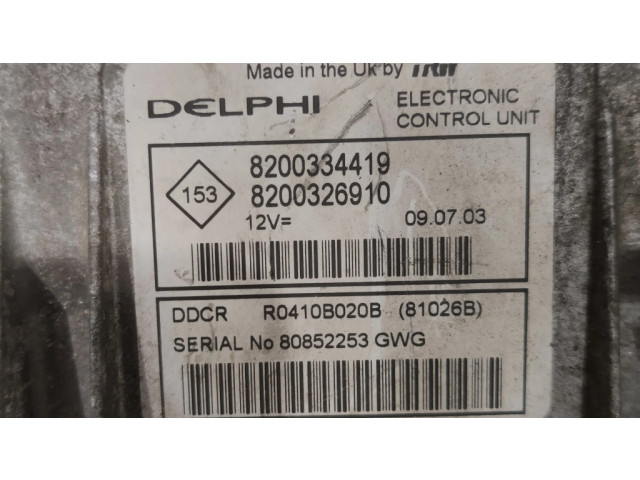 Made in the Uk by TRW
DELPHI
ELECTRONIC
CONTROL UNIT
153
8200334419
8200326910
12V=
09.07.03
DDCR R0410B020B (81026B)
SERIAL No 80852253 GWG